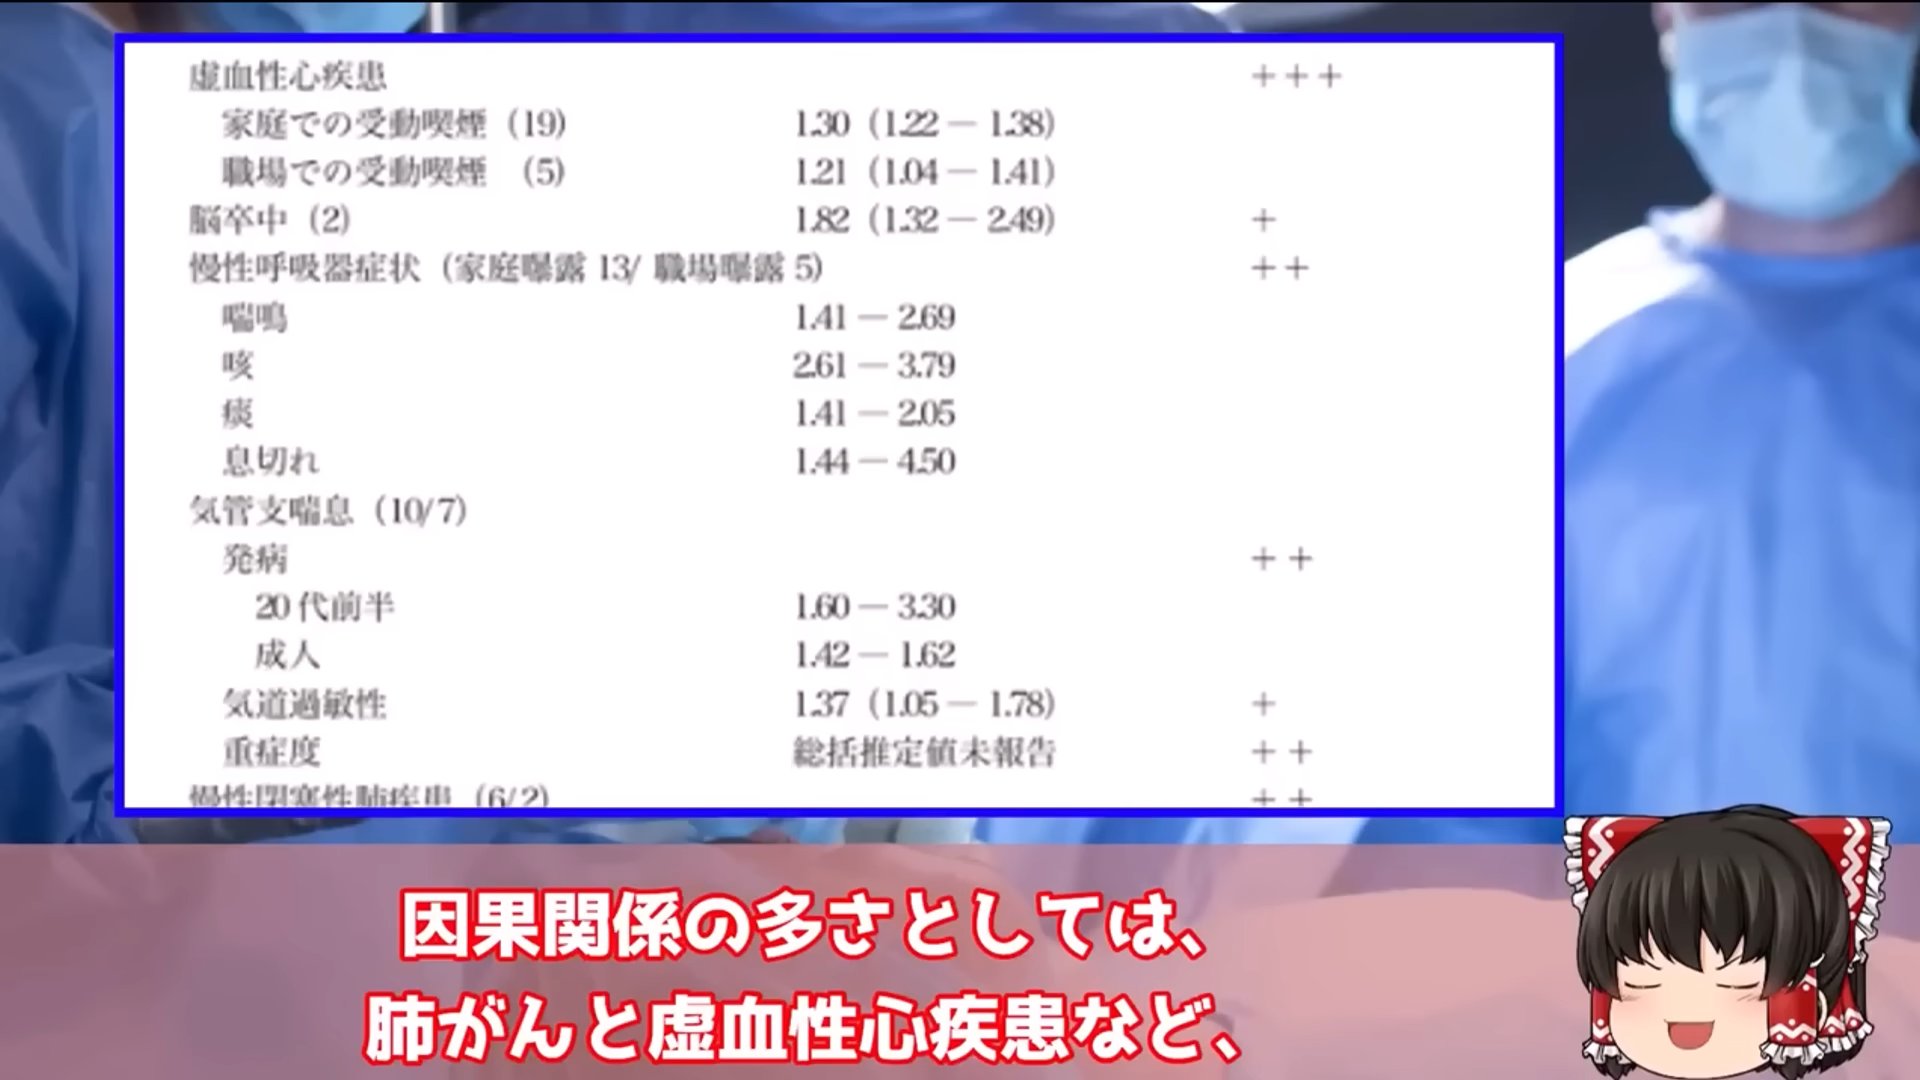 虚血性心疾患 +++
家庭での受動喫煙（19） 1.30（1.22 － 1.38）
職場での受動喫煙（5） 1.21（1.04 － 1.41）
脳卒中（2） 1.82（1.32 － 2.49） +
慢性呼吸器症状（家庭曝露 13/ 職場曝露 5） ++
喘鳴 1.41 － 2.69
咳 2.61 － 3.79
痰 1.41 － 2.05
息切れ 1.44 － 4.50
気管支喘息（10/7）
発病 ++
20代前半 1.60 － 3.30
成人 1.42 － 1.62
気道過敏性 1.37（1.05 － 1.78） +
重症度 総括推定値未報告 ++
慢性閉塞性肺疾患（6/2） ++
因果関係の多さとしては、
肺がんと虚血性心疾患など、